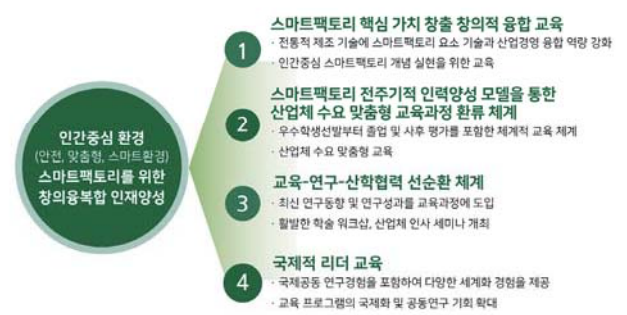 인간중심 환경
(안전, 맞춤형, 스마트환경)
스마트팩토리를 위한
창의융복합 인재양성
1
스마트팩토리 핵심 가치 창출 창의적 융합 교육
· 전통적 제조 기술에 스마트팩토리 요소 기술과 산업경영 융합 역량 강화
· 인간중심 스마트팩토리 개념 실현을 위한 교육
2
스마트팩토리 전주기적 인력양성 모델을 통한
산업체 수요 맞춤형 교육과정 환류 체계
· 우수학생선발부터 졸업 및 사후 평가를 포함한 체계적 교육 체계
· 산업체 수요 맞춤형 교육
3
교육-연구-산학협력 선순환 체계
· 최신 연구동향 및 연구성과를 교육과정에 도입
· 활발한 학술 워크샵, 산업체 인사 세미나 개최
4
국제적 리더 교육
· 국제공동 연구경험을 포함하여 다양한 세계화 경험을 제공
· 교육 프로그램의 국제화 및 공동연구 기회 확대